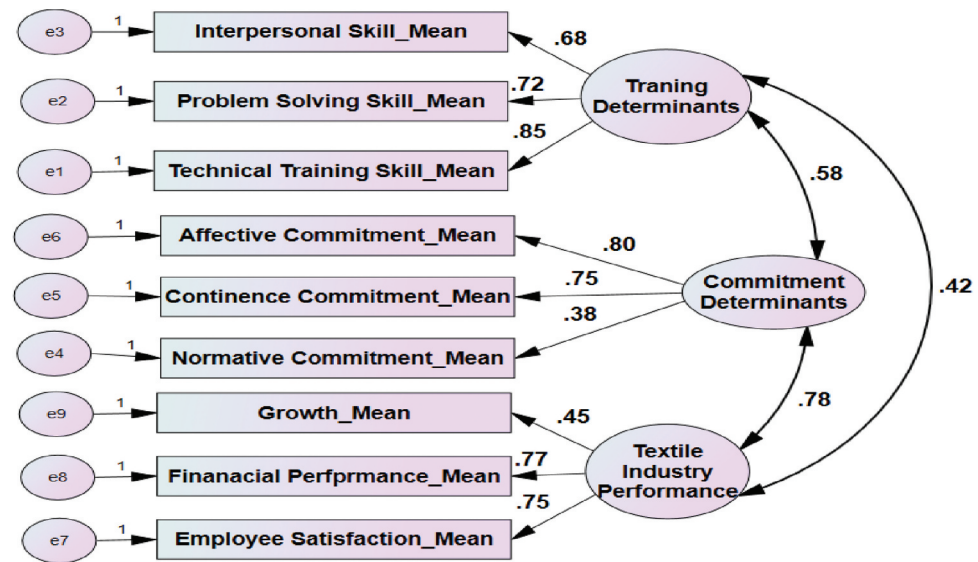 e3 1 Interpersonal Skill_Mean .68
e2 1 Problem Solving Skill_Mean .72
Traning
Determinants
e1 1 Technical Training Skill_Mean .85
.58
e6 1 Affective Commitment_Mean .80
e5 1 Continence Commitment_Mean .75
Commitment
Determinants
.42
e4 1 Normative Commitment_Mean .38
e9 1 Growth_Mean .45
.78
e8 1 Finanacial Perfprmance_Mean .77
Textile
Industry
Performance
e7 1 Employee Satisfaction_Mean .75